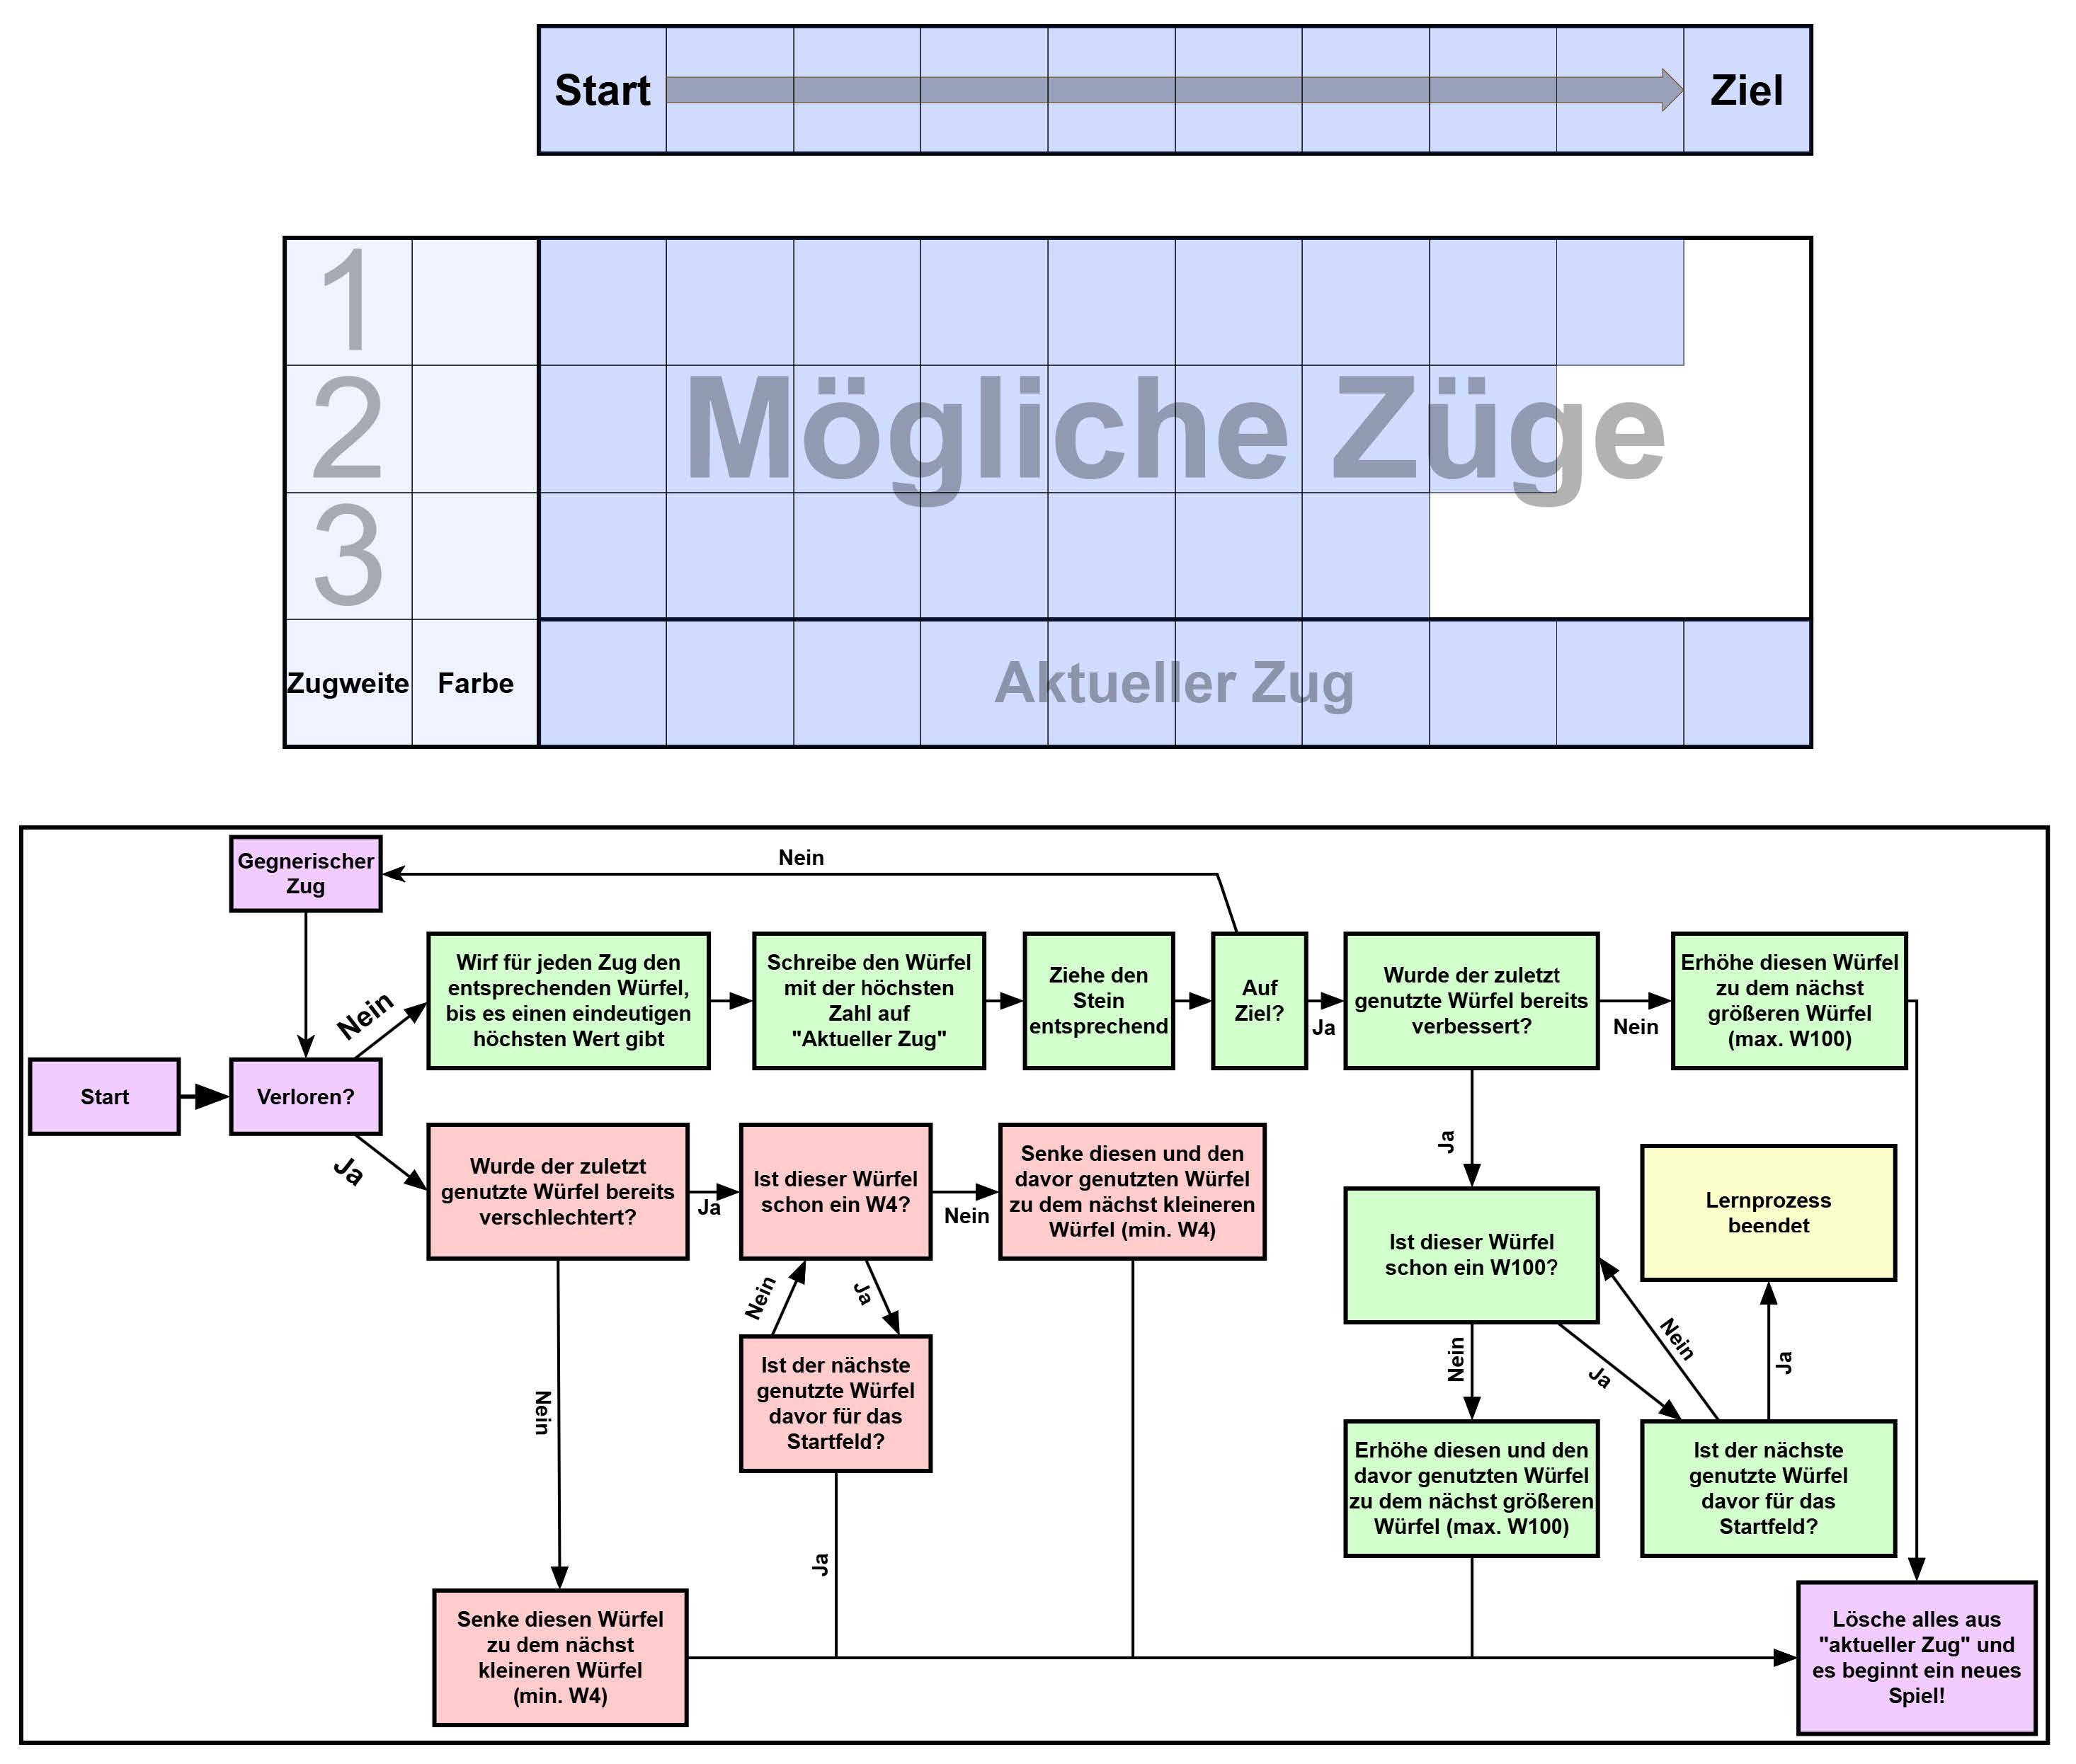 Start
Ziel
1
2
3
Mögliche Züge
Zugweite
Farbe
Aktueller Zug
Gegnerischer
Zug
Nein
Nein
Wirf für jeden Zug den
entsprechenden Würfel,
bis es einen eindeutigen
höchsten Wert gibt
Schreibe den Würfel
mit der höchsten
Zahl auf
"Aktueller Zug"
Ziehe den
Stein
entsprechend
Auf
Ziel?
Ja
Wurde der zuletzt
genutzte Würfel bereits
verbessert?
Nein
Erhöhe diesen Würfel
zu dem nächst
größeren Würfel
(max. W100)
Start
Verloren?
Ja
Wurde der zuletzt
genutzte Würfel bereits
verschlechtert?
Ja
Ist dieser Würfel
schon ein W4?
Nein
Senke diesen und den
davor genutzten Würfel
zu dem nächst kleineren
Würfel (min. W4)
Ja
Lernprozess
beendet
Ist dieser Würfel
schon ein W100?
Nein
Ja
Ist der nächste
genutzte Würfel
davor für das
Startfeld?
Nein
Nein
Ja
Nein
Ja
Erhöhe diesen und den
davor genutzten Würfel
zu dem nächst größeren
Würfel (max. W100)
Ist der nächste
genutzte Würfel
davor für das
Startfeld?
Ja
Senke diesen Würfel
zu dem nächst
kleineren Würfel
(min. W4)
Lösche alles aus
"aktueller Zug" und
es beginnt ein neues
Spiel!